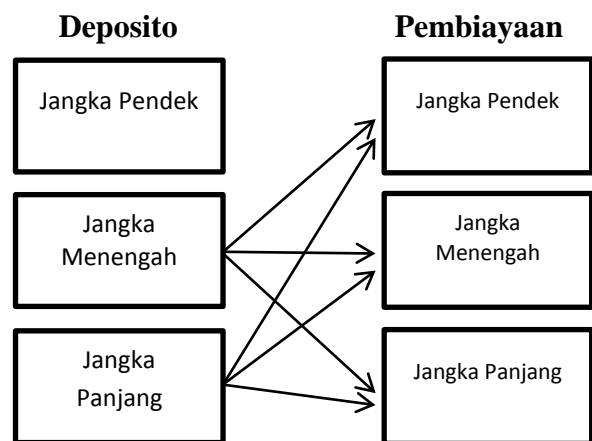 Deposito
Pembiayaan
Jangka Pendek
Jangka Pendek
Jangka
Menengah
Jangka
Menengah
Jangka
Panjang
Jangka Panjang